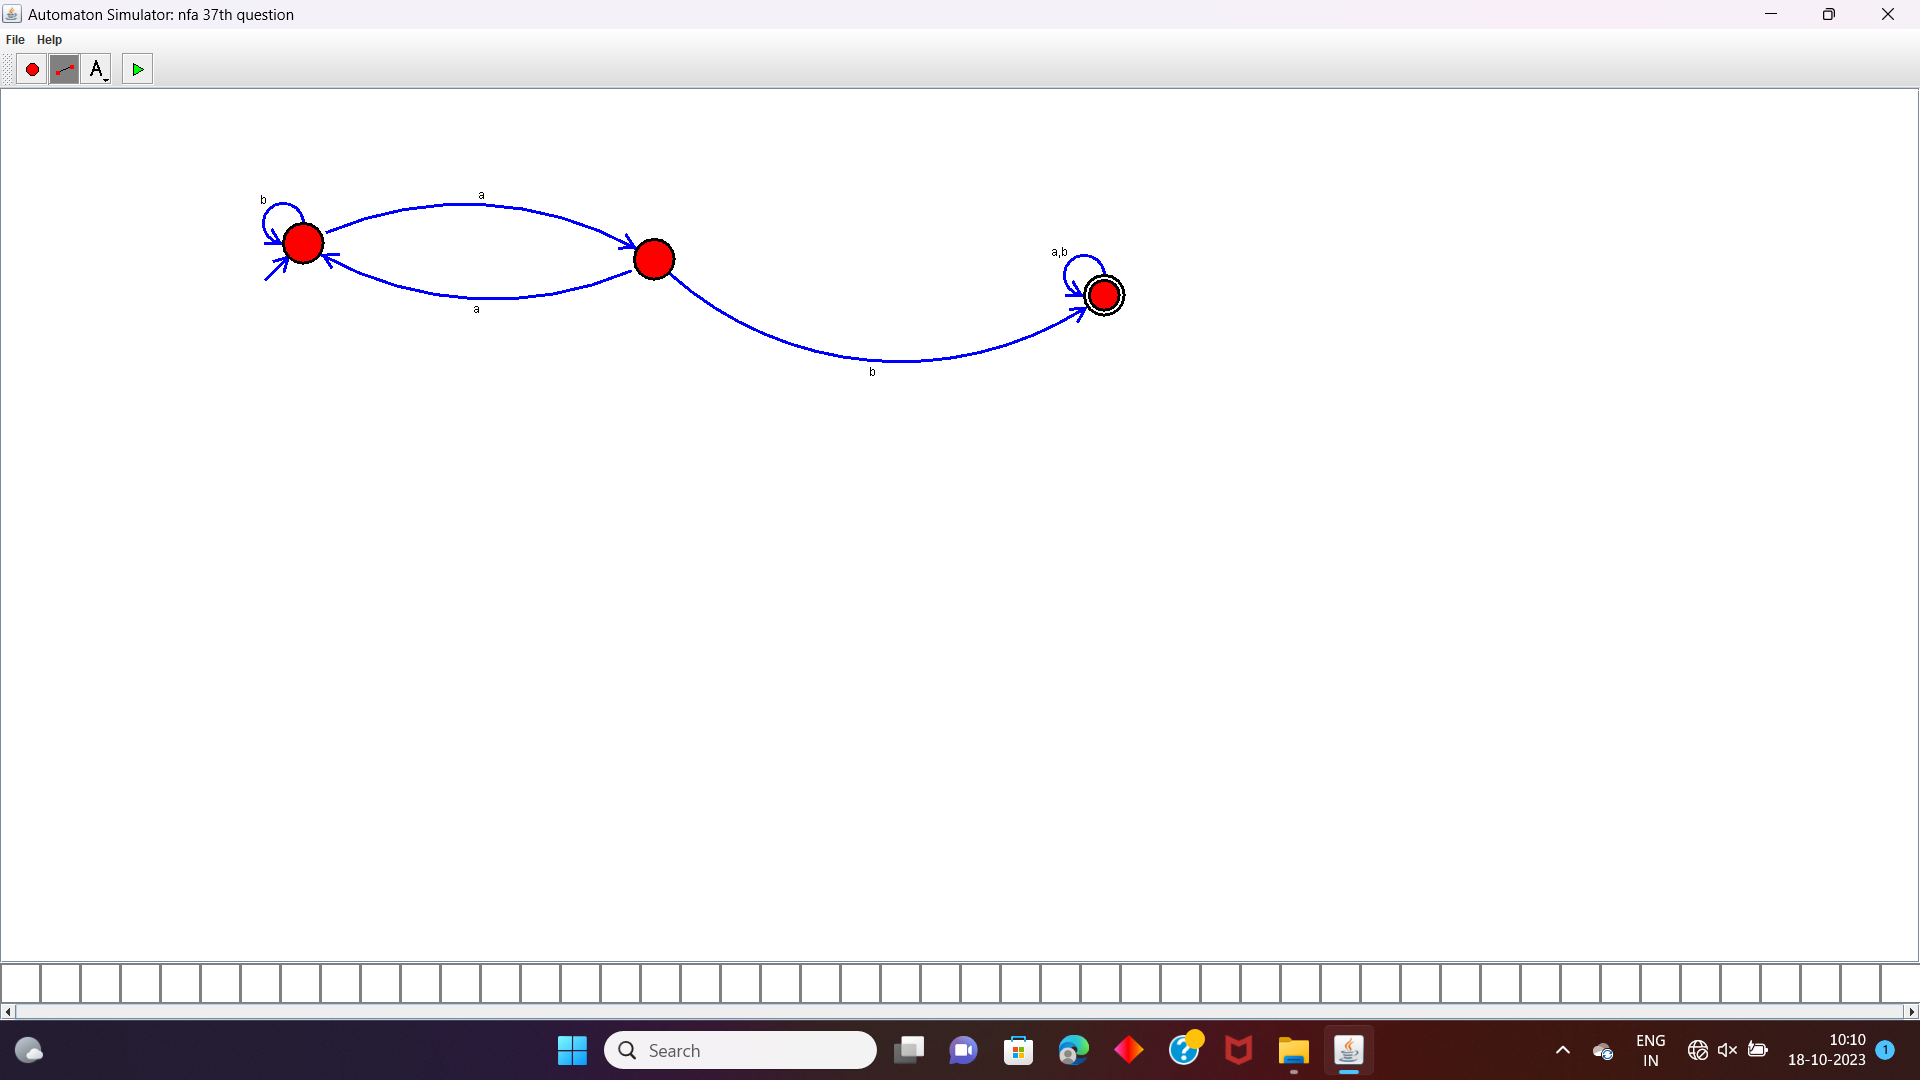 Automaton Simulator: nfa 37th question
File Help
A
b
a
a
a,b
b
Search
ENG
IN
10:10
18-10-2023
1